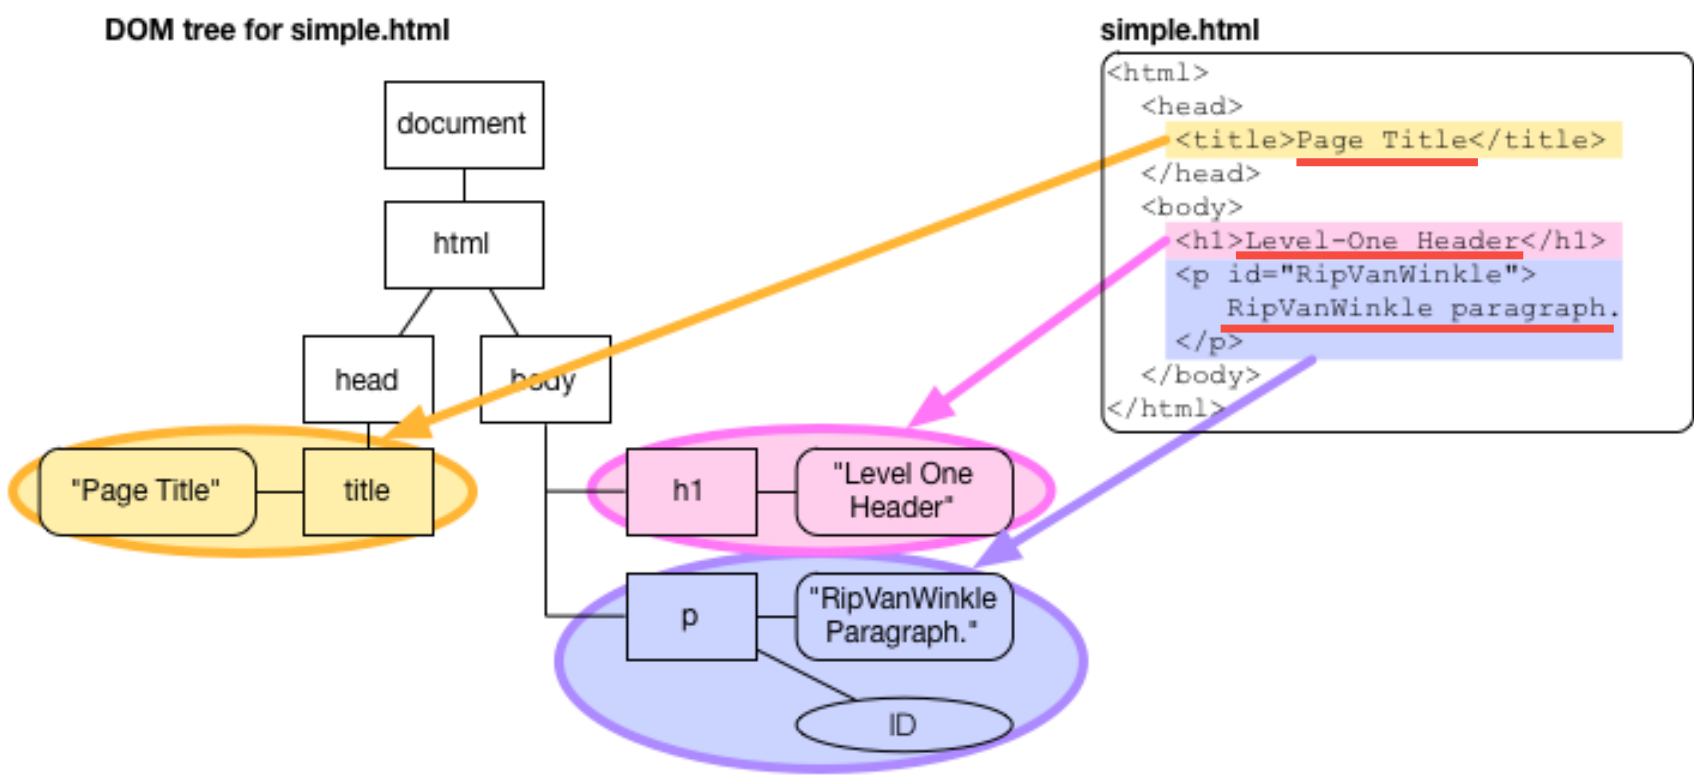 DOM tree for simple.html
document
html
head
body
"Page Title"
title
h1
"Level One
Header"
p
"RipVanWinkle
Paragraph."
ID
simple.html
<html>
<head>
<title>Page Title</title>
</head>
<body>
<h1>Level-One Header</h1>
<p id="RipVanWinkle">
RipVanWinkle paragraph.
</p>
</body>
</html>